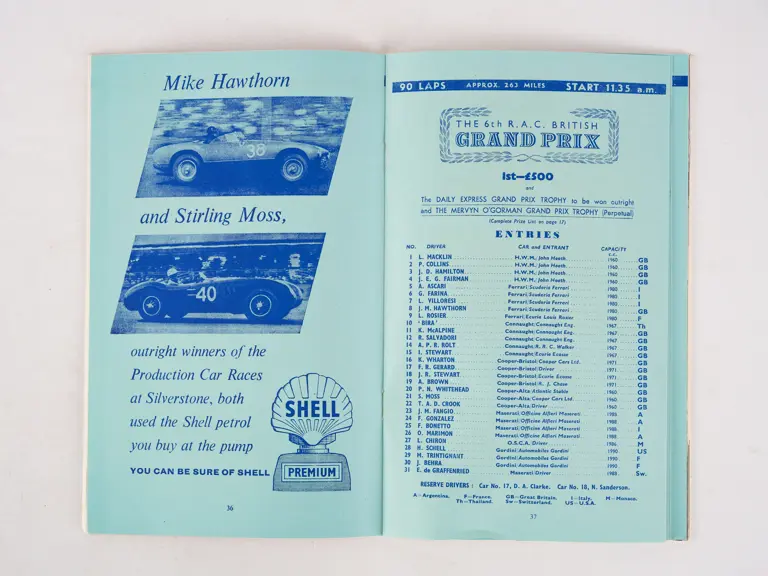 Mike Hawthorn
38
and Stirling Moss,
40
outright winners of the
Production Car Races
at Silverstone, both
used the Shell petrol
you buy at the pump
YOU CAN BE SURE OF SHELL
SHELL
PREMIUM
36
90 LAPS APPROX. 263 MILES START 11.35 a.m.
THE 6th R.A.C. BRITISH
GRAND PRIX
1st—£500
and
The DAILY EXPRESS GRAND PRIX TROPHY to be won outright
and THE MERVYN O'GORMAN GRAND PRIX TROPHY (Perpetual)
(Complete Prize List on page 17)
ENTRIES
NO. DRIVER CAR and ENTRANT CAPACITY
c.c.
1 L. MACKLIN H.W.M. John Heath 1960 GB
2 P. COLLINS H.W.M. John Heath 1960 GB
3 J. D. HAMILTON H.W.M. John Heath 1960 GB
4 J. E. G. FAIRMAN H.W.M. John Heath 1960 GB
5 A. ASCARI Ferrari/Scuderia Ferrari 1980 I
6 G. FARINA Ferrari/Scuderia Ferrari 1980 I
7 L. VILLORESI Ferrari/Scuderia Ferrari 1980 I
8 J. M. HAWTHORN Ferrari/Scuderia Ferrari 1980 GB
9 L. ROSIER Ferrari/Ecurie Louis Rosier 1980 F
10 'BIRA' Connaught/Connaught Eng. 1967 Th
11 K. McALPINE Connaught/Connaught Eng. 1967 GB
12 R. SALVADORI Connaught/Connaught Eng. 1967 GB
14 A. P. R. ROLT Connaught/R. R. C. Walker 1967 GB
15 I. STEWART Connaught/Ecurie Ecosse 1967 GB
16 K. WHARTON Cooper-Bristol/Cooper Cars Ltd. 1971 GB
17 F. R. GERARD Cooper-Bristol/Driver 1971 GB
18 J. R. STEWART Cooper-Bristol/Ecurie Ecosse 1971 GB
19 A. BROWN Cooper-Bristol/R. J. Chase 1971 GB
20 P. N. WHITEHEAD Cooper-Alta/Atlantic Stable 1960 GB
21 S. MOSS Cooper-Alta/Cooper Cars Ltd 1960 GB
22 T. A. D. CROOK Cooper-Alta/Driver 1960 GB
23 J. M. FANGIO Maserati/Officine Alfieri Maserati 1988 A
24 F. GONZALEZ Maserati/Officine Alfieri Maserati 1988 A
25 F. BONETTO Maserati/Officine Alfieri Maserati 1988 I
26 O. MARIMON Maserati/Officine Alfieri Maserati 1988 A
27 L. CHIRON O.S.C.A. Driver 1986 M
28 H. SCHELL Gordini/Automobiles Gordini 1990 US
29 M. TRINTIGNANT Gordini/Automobiles Gordini 1990 F
30 J. BEHRA Gordini/Automobiles Gordini 1990 F
31 E. de GRAFFENRIED Maserati/Driver 1988 Sw.
RESERVE DRIVERS : Car No. 17, D. A. Clarke. Car No. 18, N. Sanderson.
A—Argentina. F—France. GB—Great Britain. I—Italy. M—Monaco.
Th—Thailand. Sw—Switzerland. US—U.S.A.
37